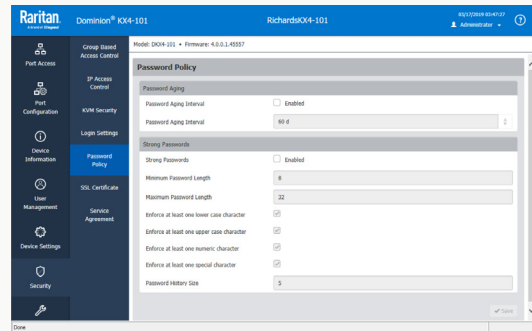 Raritan.
A brand of legrand
Dominion® KX4-101
RichardsKX4-101
03/17/2019 03:47:27
Administrator
Port Access
Port
Configuration
Device
Information
User
Management
Device Settings
Security
Group Based
Access Control
IP Access
Control
KVM Security
Login Settings
Password
Policy
SSL Certificate
Service
Agreement
Model: DKX4-101 • Firmware: 4.0.0.1.45557
Password Policy
Password Aging
Password Aging Interval
Enabled
Password Aging Interval
60 d
Strong Passwords
Strong Passwords
Enabled
Minimum Password Length
8
Maximum Password Length
32
Enforce at least one lower case character
Enforce at least one upper case character
Enforce at least one numeric character
Enforce at least one special character
Password History Size
5
Save
Done